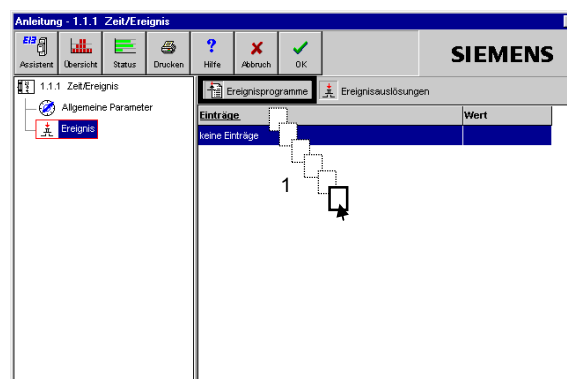 Anleitung - 1.1.1 Zeit/Ereignis
EIB
Assistent Übersicht Status Drucken Hilfe Abbruch OK
SIEMENS
1.1.1 Zeit/Ereignis
Allgemeine Parameter
Ereignis
Ereignisprogramme Ereignisauslösungen
Einträge Wert
keine Einträge
1